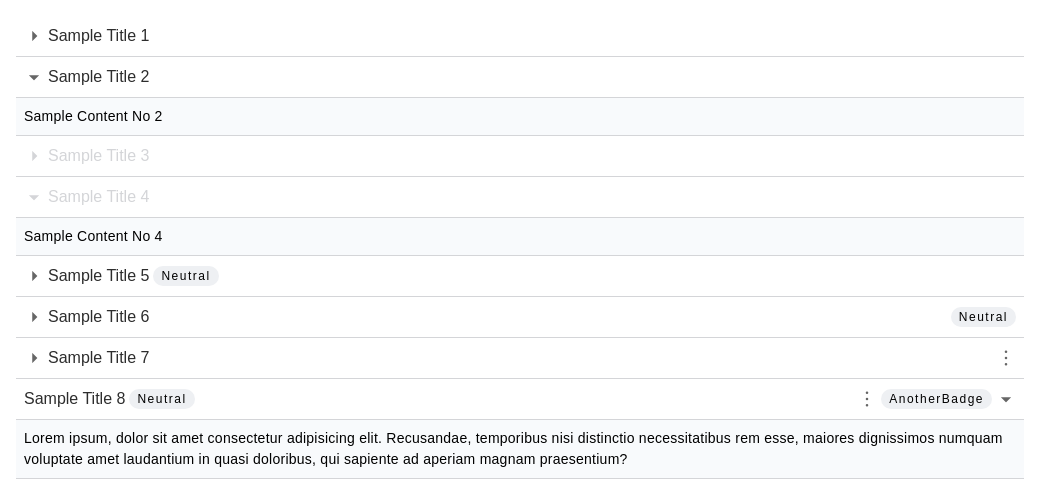 Sample Title 1
Sample Title 2
Sample Content No 2
Sample Title 3
Sample Title 4
Sample Content No 4
Sample Title 5 Neutral
Sample Title 6 Neutral
Sample Title 7
Sample Title 8 Neutral AnotherBadge
Lorem ipsum, dolor sit amet consectetur adipisicing elit. Recusandae, temporibus nisi distinctio necessitatibus rem esse, maiores dignissimos numquam
voluptate amet laudantium in quasi doloribus, qui sapiente ad aperiam magnam praesentium?